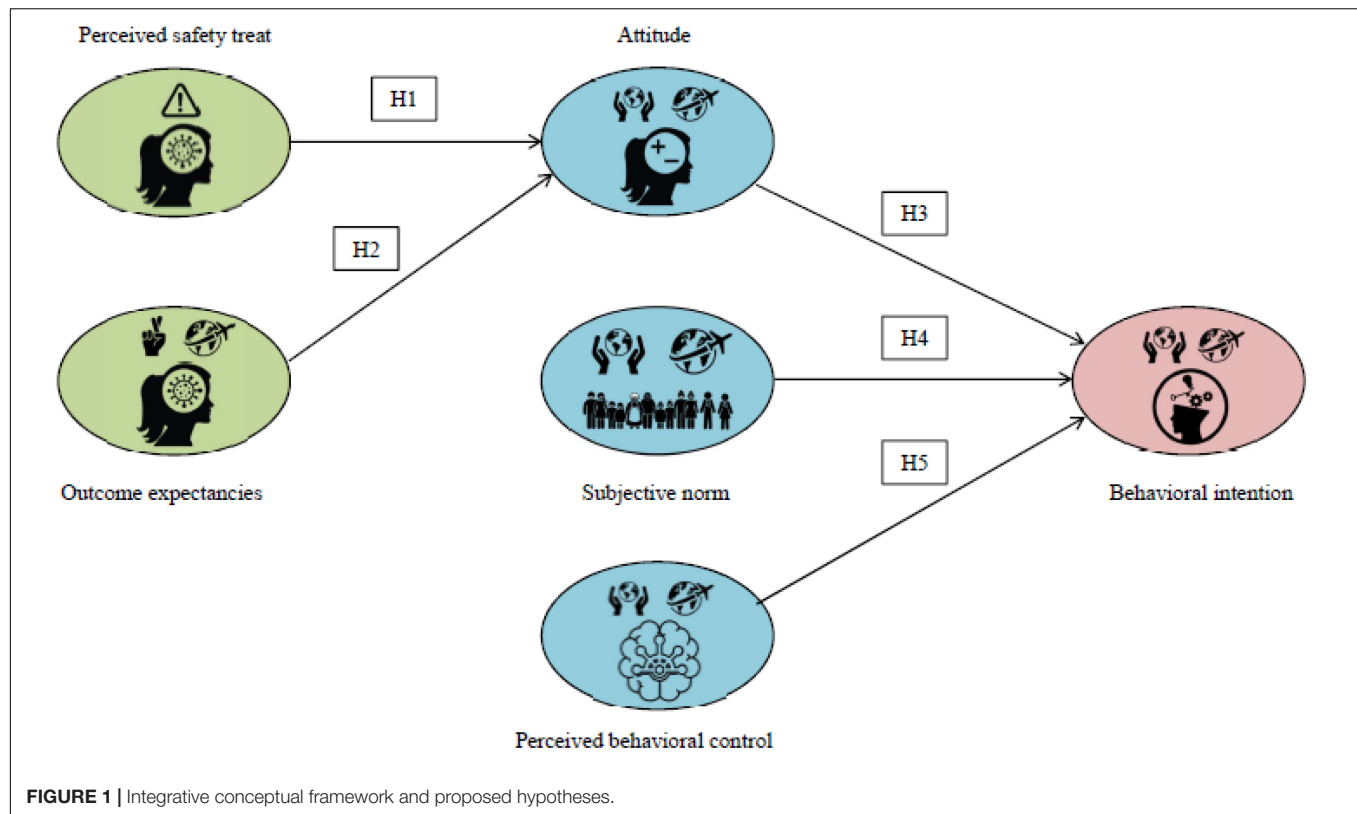 Perceived safety treat
Attitude
H1
H2
H3
Outcome expectancies
Subjective norm
H4
Behavioral intention
H5
Perceived behavioral control
FIGURE 1 | Integrative conceptual framework and proposed hypotheses.